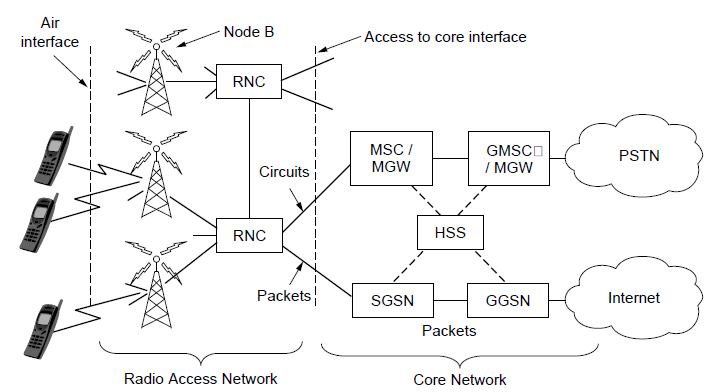 Air
interface
Node B
Access to core interface
RNC
MSC /
MGW
GMSC□
/ MGW
PSTN
Circuits
RNC
HSS
Packets
SGSN
GGSN
Internet
Packets
Radio Access Network
Core Network